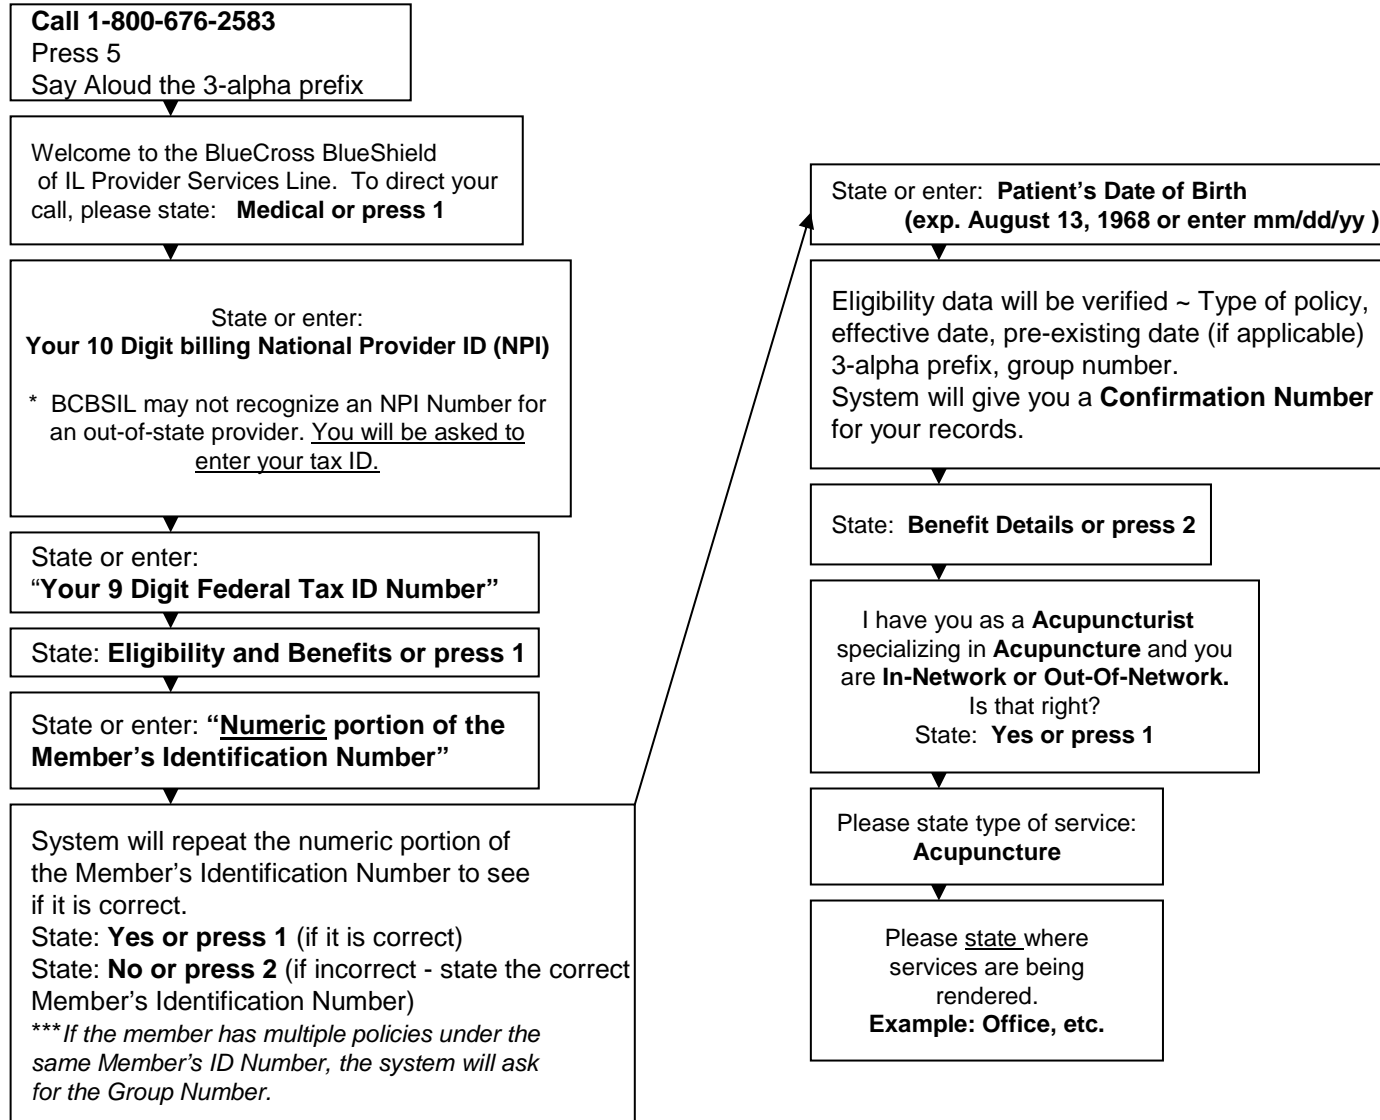 Call 1-800-676-2583
Press 5
Say Aloud the 3-alpha prefix
Welcome to the BlueCross BlueShield
of IL Provider Services Line. To direct your
call, please state: Medical or press 1
State or enter:
Your 10 Digit billing National Provider ID (NPI)
* BCBSIL may not recognize an NPI Number for
an out-of-state provider. You will be asked to
enter your tax ID.
State or enter:
“Your 9 Digit Federal Tax ID Number”
State: Eligibility and Benefits or press 1
State or enter: “Numeric portion of the
Member’s Identification Number”
System will repeat the numeric portion of
the Member’s Identification Number to see
if it is correct.
State: Yes or press 1 (if it is correct)
State: No or press 2 (if incorrect - state the correct
Member’s Identification Number)
***If the member has multiple policies under the
same Member’s ID Number, the system will ask
for the Group Number.
State or enter: Patient’s Date of Birth
(exp. August 13, 1968 or enter mm/dd/yy )
Eligibility data will be verified ~ Type of policy,
effective date, pre-existing date (if applicable)
3-alpha prefix, group number.
System will give you a Confirmation Number
for your records.
State: Benefit Details or press 2
I have you as a Acupuncturist
specializing in Acupuncture and you
are In-Network or Out-Of-Network.
Is that right?
State: Yes or press 1
Please state type of service:
Acupuncture
Please state where
services are being
rendered.
Example: Office, etc.